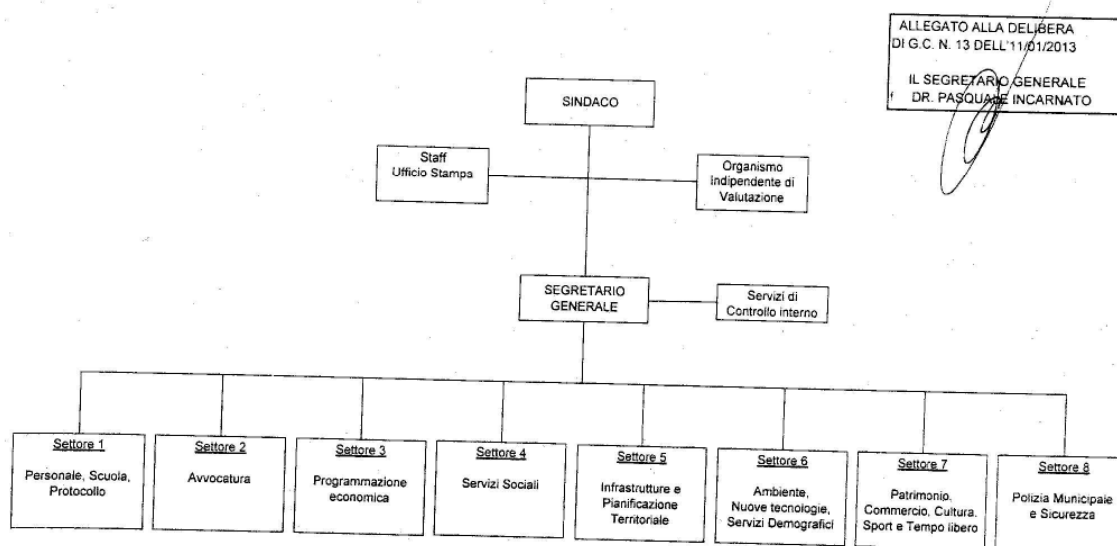 ALLEGATO ALLA DELIBERA
DI G.C. N. 13 DELL'11/01/2013
IL SEGRETARIO GENERALE
f DR. PASQUALE INCARNATO
SINDACO
Staff
Ufficio Stampa
Organismo
Indipendente di
Valutazione
SEGRETARIO
GENERALE
Servizi di
Controllo interno
Settore 1
Personale, Scuola,
Protocollo
Settore 2
Avvocatura
Settore 3
Programmazione
economica
Settore 4
Servizi Sociali
Settore 5
Infrastrutture e
Pianificazione
Territoriale
Settore 6
Ambiente,
Nuove tecnologie,
Servizi Demografici
Settore 7
Patrimonio,
Commercio, Cultura,
Sport e Tempo libero
Settore 8
Polizia Municipale
e Sicurezza